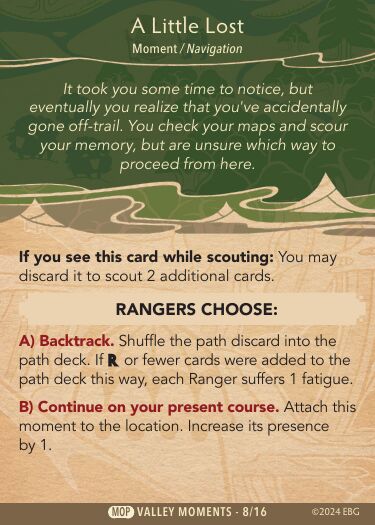 A Little Lost
Moment / Navigation
It took you some time to notice, but
eventually you realize that you've accidentally
gone off-trail. You check your maps and scour
your memory, but are unsure which way to
proceed from here.
If you see this card while scouting: You may
discard it to scout 2 additional cards.
RANGERS CHOOSE:
A) Backtrack. Shuffle the path discard into the
path deck. If R or fewer cards were added to the
path deck this way, each Ranger suffers 1 fatigue.
B) Continue on your present course. Attach this
moment to the location. Increase its presence
by 1.
MOP VALLEY MOMENTS - 8/16
©2024 EBG